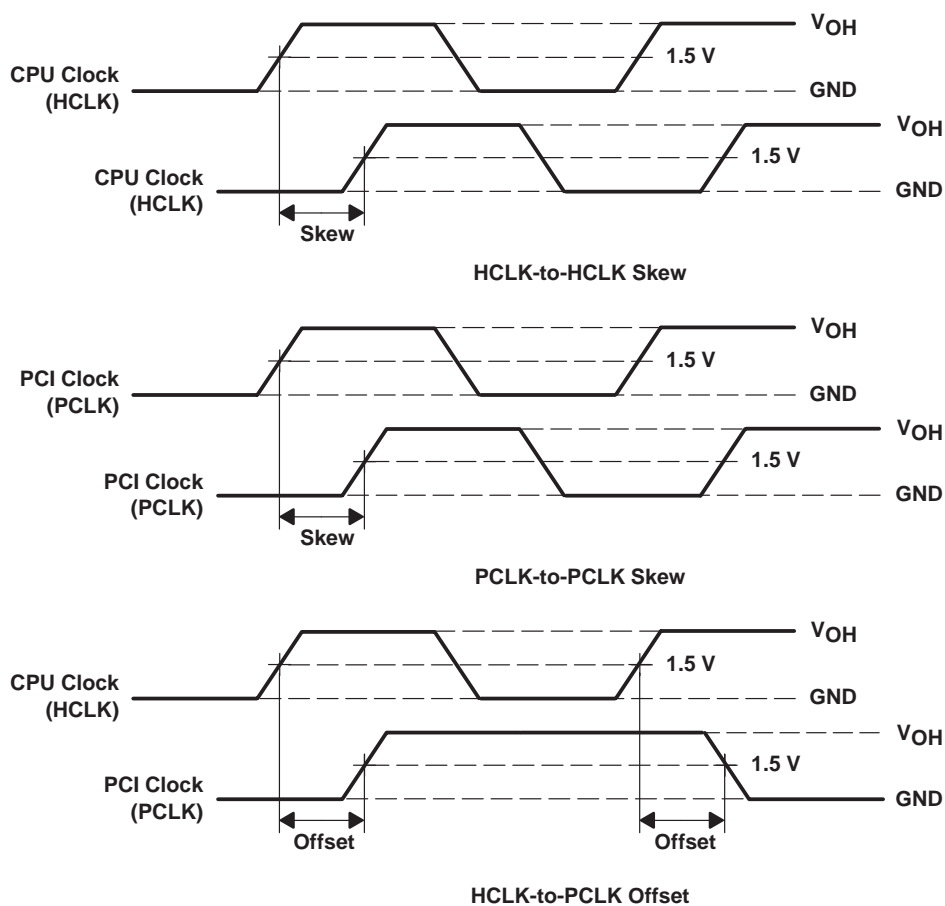 VOH
1.5 V
CPU Clock
(HCLK)
GND
VOH
1.5 V
CPU Clock
(HCLK)
GND
Skew
HCLK-to-HCLK Skew
VOH
1.5 V
PCI Clock
(PCLK)
GND
VOH
1.5 V
PCI Clock
(PCLK)
GND
Skew
PCLK-to-PCLK Skew
VOH
1.5 V
CPU Clock
(HCLK)
GND
VOH
1.5 V
PCI Clock
(PCLK)
GND
Offset
Offset
HCLK-to-PCLK Offset